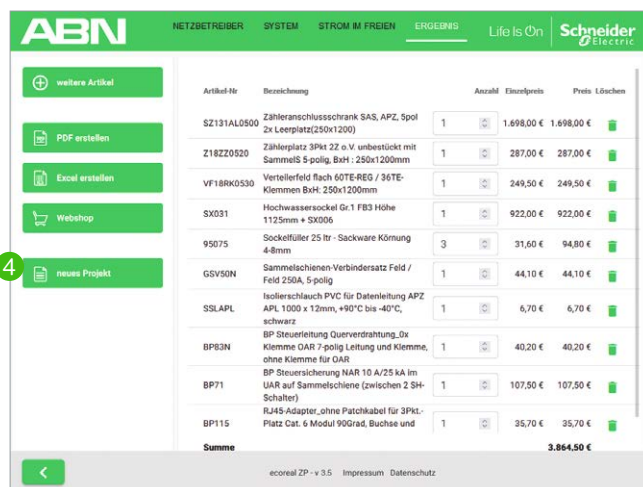 ABN
NETZBETREIBER SYSTEM STROM IM FREIEN ERGEBNIS
Life Is On
Schneider
Electric
weitere Artikel
PDF erstellen
Excel erstellen
Webshop
4
neues Projekt
Artikel-Nr Bezeichnung Anzahl Einzelpreis Preis Löschen
SZ131AL0500 Zähleranschlussschrank SAS, APZ, 5pol
2x Leerplatz(250x1200) 1 1.698,00 € 1.698,00 €
Z18ZZ0520 Zählerplatz 3Pkt 2Z o.V. unbestückt mit
SammelS 5-polig, BxH : 250x1200mm 1 287,00 € 287,00 €
VF18RK0530 Verteilerfeld flach 60TE-REG / 36TE-
Klemmen BxH: 250x1200mm 1 249,50 € 249,50 €
SX031 Hochwassersockel Gr.1 FB3 Höhe
1125mm + SX006 1 922,00 € 922,00 €
95075 Sockelfüller 25 ltr - Sackware Körnung
4-8mm 3 31,60 € 94,80 €
GSV50N Sammelschienen-Verbindersatz Feld /
Feld 250A, 5-polig 1 44,10 € 44,10 €
SSLAPL Isolierschlauch PVC für Datenleitung APZ
APL 1000 x 12mm, +90°C bis -40°C,
schwarz 1 6,70 € 6,70 €
BP83N BP Steuerleitung Querverdrahtung_0x
Klemme OAR 7-polig Leitung und Klemme,
ohne Klemme für OAR 1 40,20 € 40,20 €
BP71 BP Steuersicherung NAR 10 A/25 kA im
UAR auf Sammelschiene (zwischen 2 SH-
Schalter) 1 107,50 € 107,50 €
BP115 RJ45-Adapter_ohne Patchkabel für 3Pkt.-
Platz Cat. 6 Modul 90Grad, Buchse und 1 35,70 € 35,70 €
Summe 3.864,50 €
ecoreal ZP - v 3.5 Impressum Datenschutz